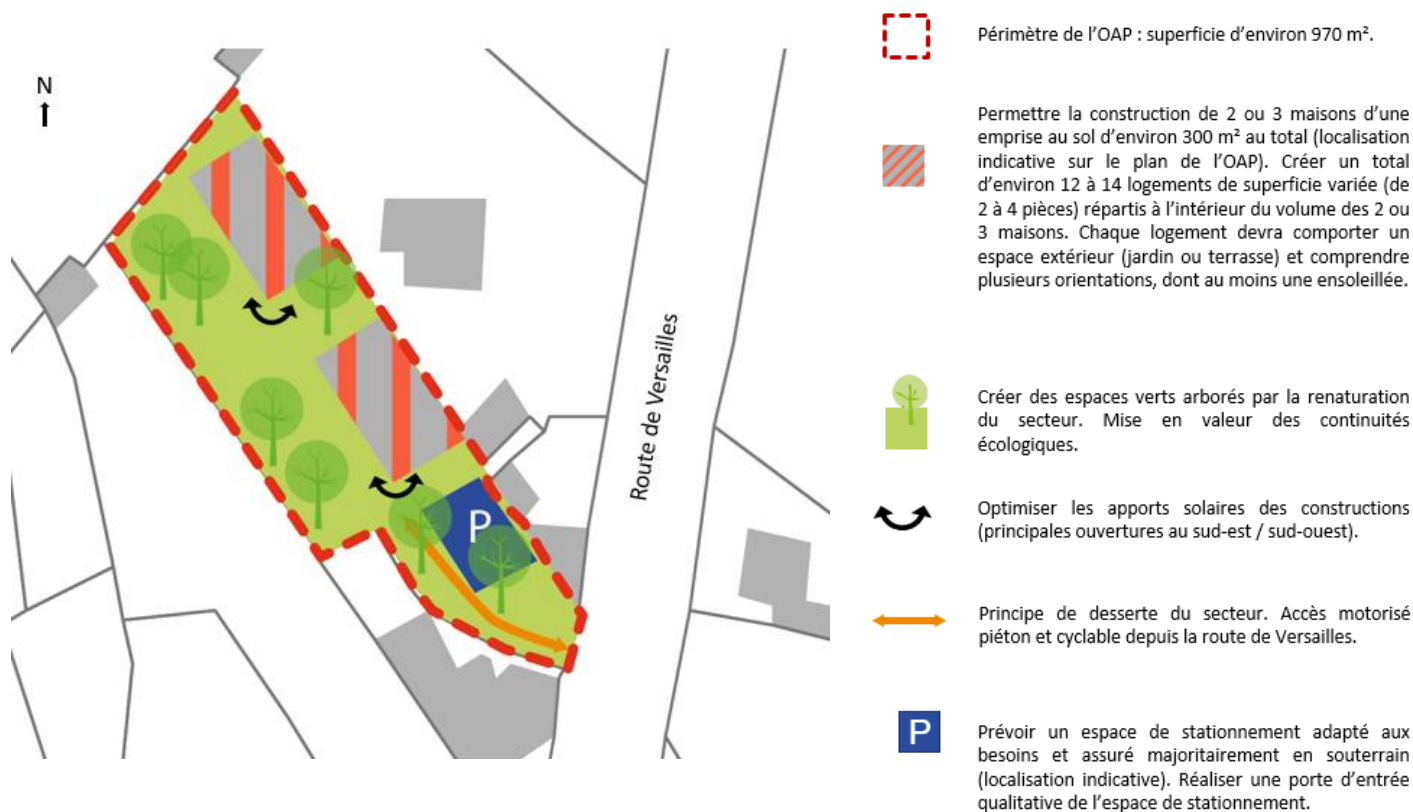 N
Route de Versailles
P
Périmètre de l’OAP : superficie d’environ 970 m².
Permettre la construction de 2 ou 3 maisons d’une
emprise au sol d’environ 300 m² au total (localisation
indicative sur le plan de l’OAP). Créer un total
d’environ 12 à 14 logements de superficie variée (de
2 à 4 pièces) répartis à l’intérieur du volume des 2 ou
3 maisons. Chaque logement devra comporter un
espace extérieur (jardin ou terrasse) et comprendre
plusieurs orientations, dont au moins une ensoleillée.
Créer des espaces verts arborés par la renaturation
du secteur. Mise en valeur des continuités
écologiques.
Optimiser les apports solaires des constructions
(principales ouvertures au sud-est / sud-ouest).
Principe de desserte du secteur. Accès motorisé
piéton et cyclable depuis la route de Versailles.
P
Prévoir un espace de stationnement adapté aux
besoins et assuré majoritairement en souterrain
(localisation indicative). Réaliser une porte d’entrée
qualitative de l’espace de stationnement.